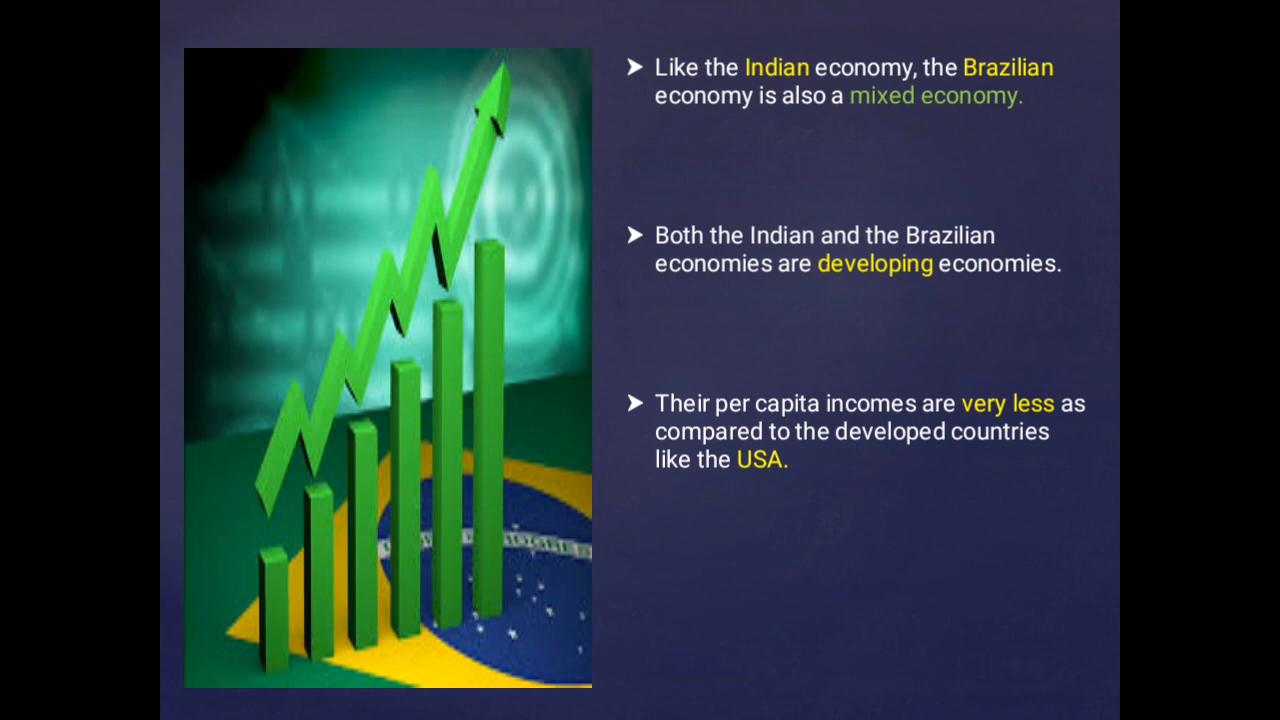 Like the Indian economy, the Brazilian
economy is also a mixed economy.
Both the Indian and the Brazilian
economies are developing economies.
Their per capita incomes are very less as
compared to the developed countries
like the USA.